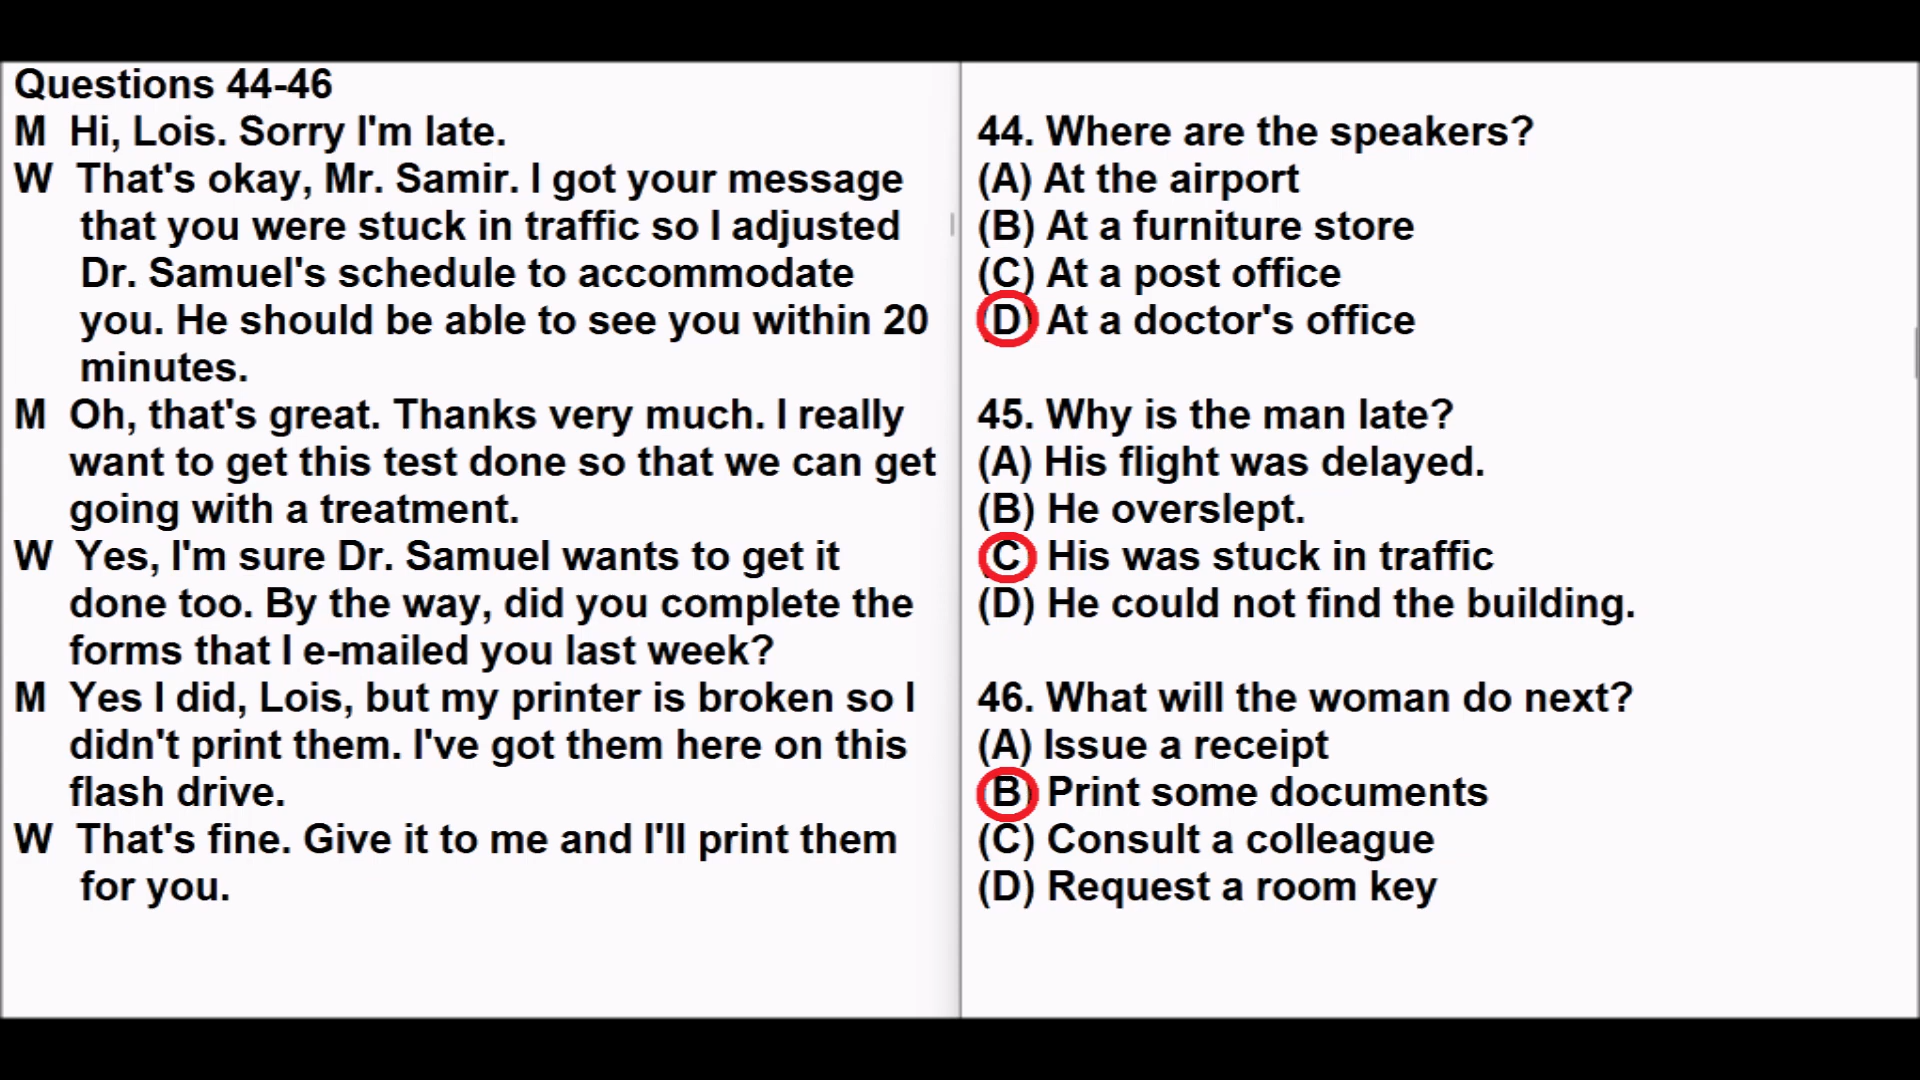 Questions 44-46
M Hi, Lois. Sorry I'm late.
W That's okay, Mr. Samir. I got your message
that you were stuck in traffic so I adjusted
Dr. Samuel's schedule to accommodate
you. He should be able to see you within 20
minutes.
M Oh, that's great. Thanks very much. I really
want to get this test done so that we can get
going with a treatment.
W Yes, I'm sure Dr. Samuel wants to get it
done too. By the way, did you complete the
forms that I e-mailed you last week?
M Yes I did, Lois, but my printer is broken so I
didn't print them. I've got them here on this
flash drive.
W That's fine. Give it to me and I'll print them
for you.
44. Where are the speakers?
(A) At the airport
(B) At a furniture store
(C) At a post office
(D) At a doctor's office
45. Why is the man late?
(A) His flight was delayed.
(B) He overslept.
(C) His was stuck in traffic
(D) He could not find the building.
46. What will the woman do next?
(A) Issue a receipt
(B) Print some documents
(C) Consult a colleague
(D) Request a room key